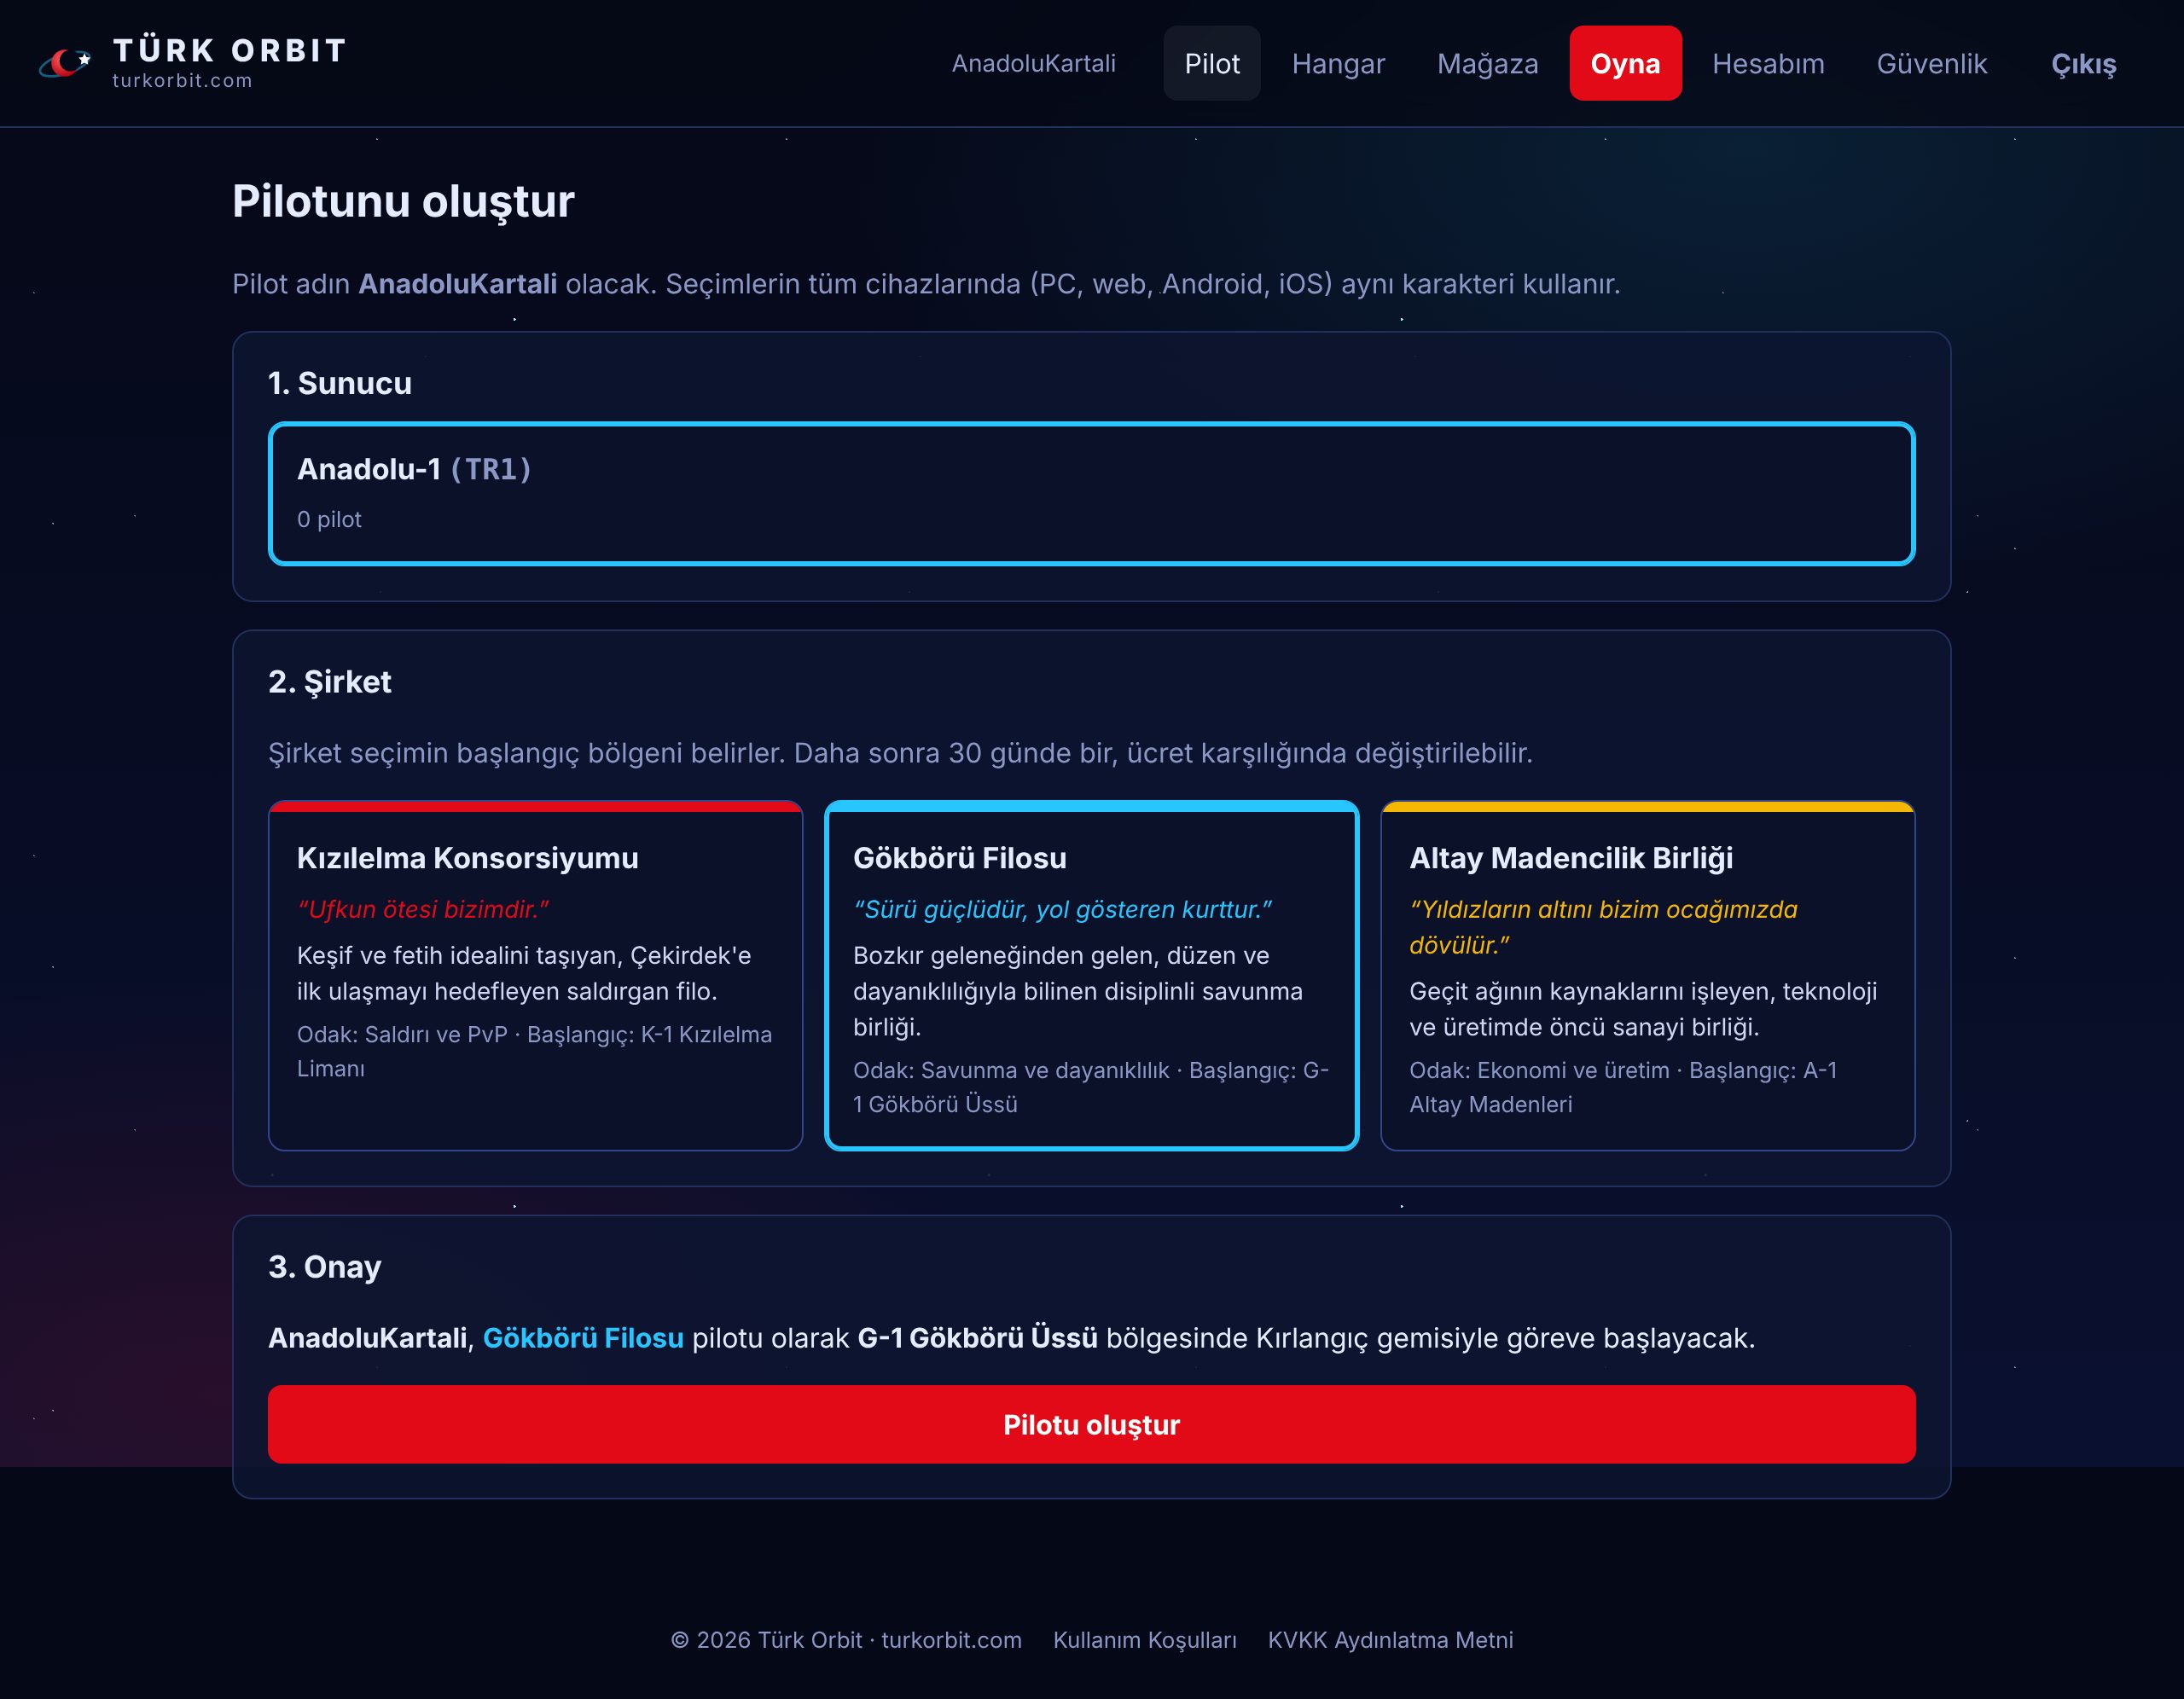 TÜRK ORBIT
turkorbit.com
AnadoluKartali
Pilot
Hangar
Mağaza
Oyna
Hesabım
Güvenlik
Çıkış
Pilotunu oluştur
Pilot adın AnadoluKartali olacak. Seçimlerin tüm cihazlarında (PC, web, Android, iOS) aynı karakteri kullanır.
1. Sunucu
Anadolu-1 (TR1)
0 pilot
2. Şirket
Şirket seçimin başlangıç bölgeni belirler. Daha sonra 30 günde bir, ücret karşılığında değiştirilebilir.
Kızılelma Konsorsiyumu
“Ufkun ötesi bizimdir.”
Keşif ve fetih idealini taşıyan, Çekirdek'e
ilk ulaşmayı hedefleyen saldırgan filo.
Odak: Saldırı ve PvP · Başlangıç: K-1 Kızılelma
Limanı
Gökbörü Filosu
“Sürü güçlüdür, yol gösteren kurttur.”
Bozkır geleneğinden gelen, düzen ve
dayanıklılığıyla bilinen disiplinli savunma
birliği.
Odak: Savunma ve dayanıklılık · Başlangıç: G-
1 Gökbörü Üssü
Altay Madencilik Birliği
“Yıldızların altını bizim ocağımızda
dövülür.”
Geçit ağının kaynaklarını işleyen, teknoloji
ve üretimde öncü sanayi birliği.
Odak: Ekonomi ve üretim · Başlangıç: A-1
Altay Madenleri
3. Onay
AnadoluKartali, Gökbörü Filosu pilotu olarak G-1 Gökbörü Üssü bölgesinde Kırlangıç gemisiyle göreve başlayacak.
Pilotu oluştur
© 2026 Türk Orbit · turkorbit.com
Kullanım Koşulları
KVKK Aydınlatma Metni